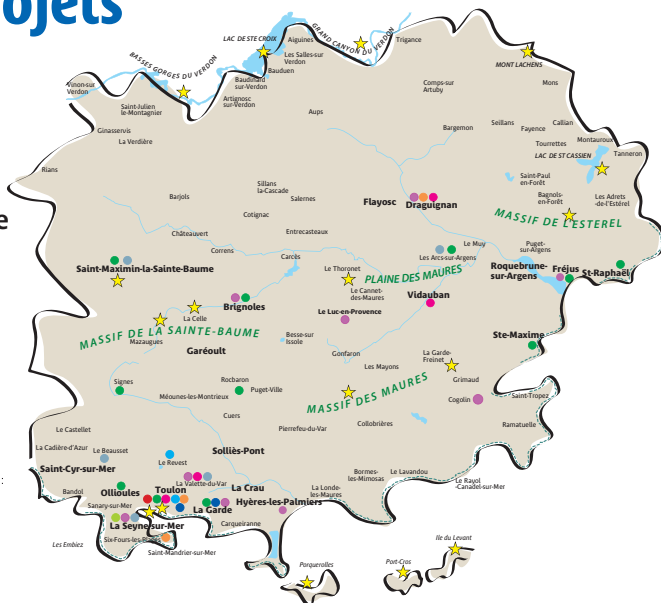 ojets
LAC DE STE CROIX
GRAND CANYON DU VERDON
BASSES GORGES DU VERDON
Aiguines
Trigance
Les Salles-sur
Verdon
MONT LACHENS
Bauduen
Baudinard
sur-Verdon
Vinon-sur
Verdon
Comps-sur
Artuby
Mons
Artignosc
sur-Verdon
Saint-Julien
le-Montagnier
Aups
Ginasservis
La Verdière
Bargemon
Seillans
Fayence
Callian
Tourrettes
Montauroux
LAC DE ST CASSIEN
Tanneron
Rians
Saint-Paul
en-Forêt
Sillans
la-Cascade
Barjols
Salernes
Flayosc
Draguignan
Bagnols-
en-Forêt
Les Adrets
-de-l'Estérel
e
Cotignac
MASSIF DE L'ESTEREL
Châteauvert
Entrecasteaux
Correns
Carcès
Les Arcs-sur-Argens
Le Muy
Puget-
sur-Argens
Saint-Maximin-la-Sainte-Baume
Le Thoronet
PLAINE DES MAURES
Roquebrune-
sur-Argens
Fréjus
St-Raphaël
Le Cannet
-des-Maures
Vidauban
Brignoles
La Celle
Le Luc-en-Provence
MASSIF DE LA SAINTE-BAUME
Mazaugues
Besse-sur
Issole
Ste-Maxime
Garéoult
Gonfaron
La Garde-
Freinet
Les Mayons
Signes
Rocbaron
Puget-Ville
Grimaud
Méounes-les-Montrieux
MASSIF DES MAURES
Cogolin
Saint-Tropez
Cuers
Collobrières
Ramatuelle
Pierrefeu-du-Var
Le Castellet
La Cadière-d'Azur
Le Beausset
Solliès-Pont
Le Revest
Saint-Cyr-sur-Mer
Bormes-
les-Mimosas
Le Lavandou
Le Rayol
-Canadel-sur-Mer
:
La Valette-du-Var
La Crau
Bandol
Ollioules
Toulon
La Londe-
les-Maures
Hyères-les-Palmiers
Sanary-sur-Mer
La Garde
La Seyne-sur-Mer
Carqueiranne
Six-Fours-les-Plages
Les Embiez
Saint-Mandrier-sur-Mer
Ile du Levant
Port-Cros
Porquerolles